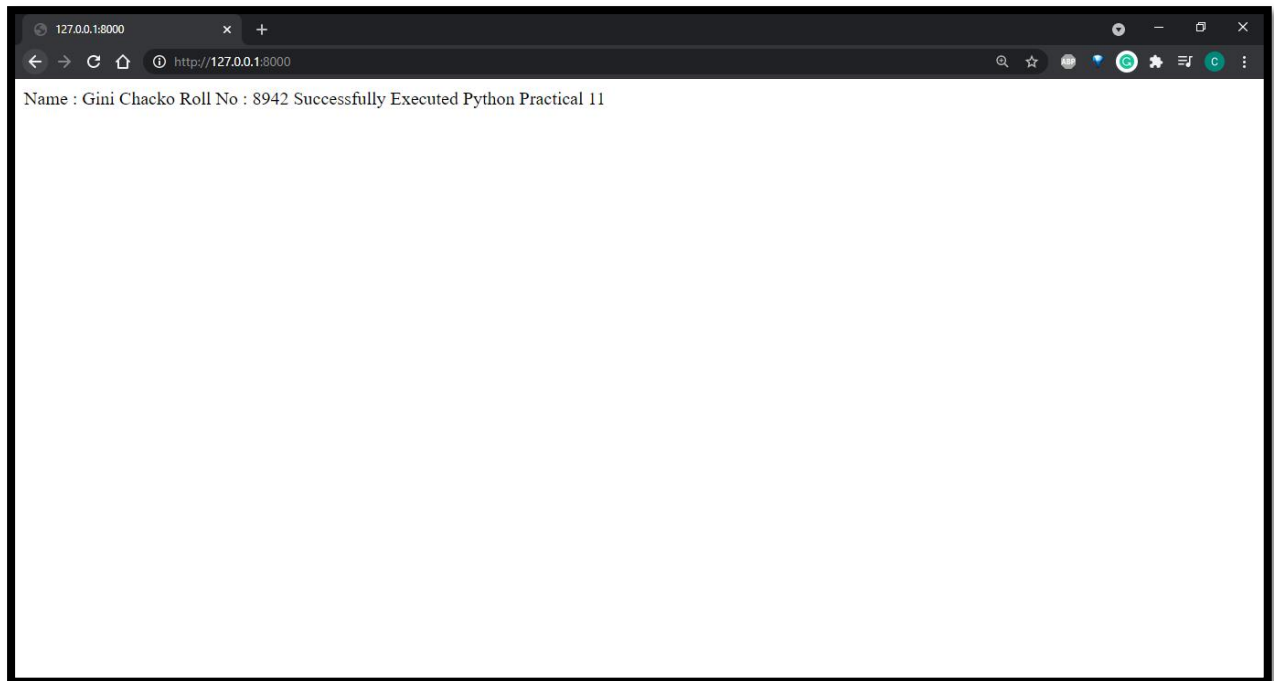 127.0.0.1:8000
http://127.0.0.1:8000
ABP
G
C
Name : Gini Chacko Roll No : 8942 Successfully Executed Python Practical 11